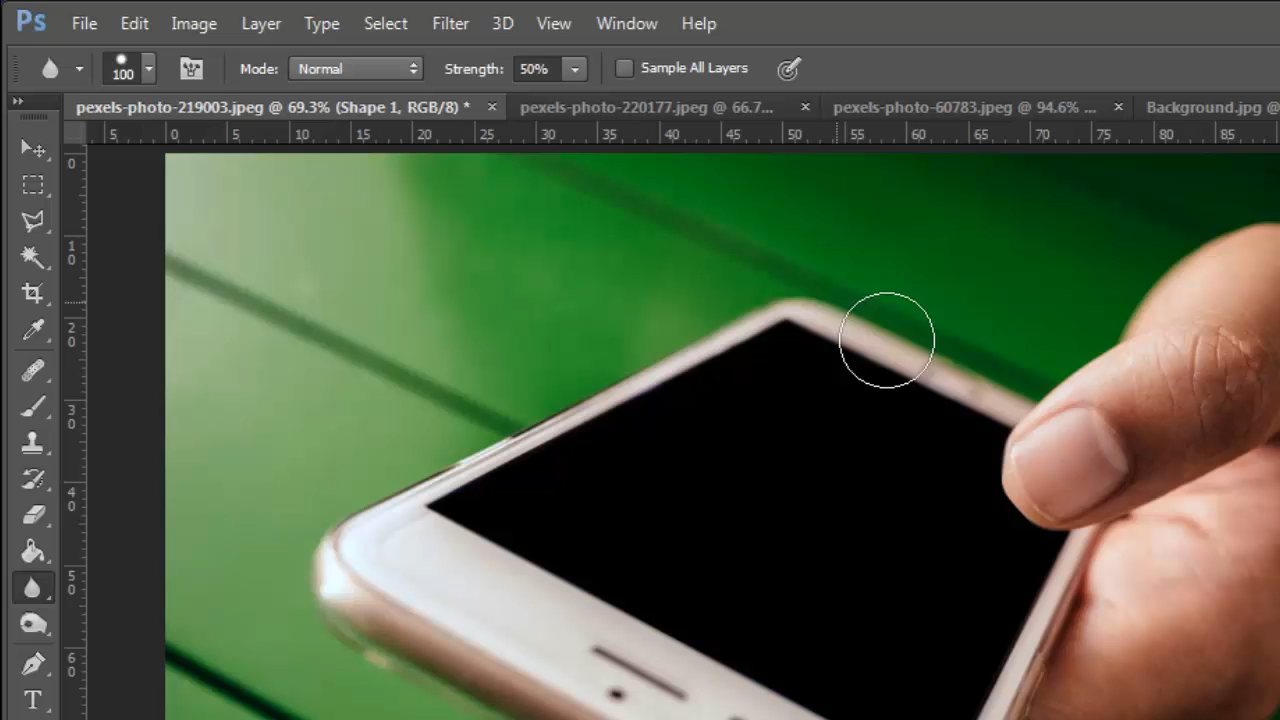 Ps File Edit Image Layer Type Select Filter 3D View Window Help
100 Mode: Normal Strength: 50% Sample All Layers
pexels-photo-219003.jpeg @ 69.3% (Shape 1, RGB/8) * × pexels-photo-220177.jpeg @ 66.7... × pexels-photo-60783.jpeg @ 94.6% ... × Background.jpg @
5 0 5 10 15 20 25 30 35 40 45 50 55 60 65 70 75 80 85
0
1
0
2
0
3
0
4
0
5
0
6
0
T